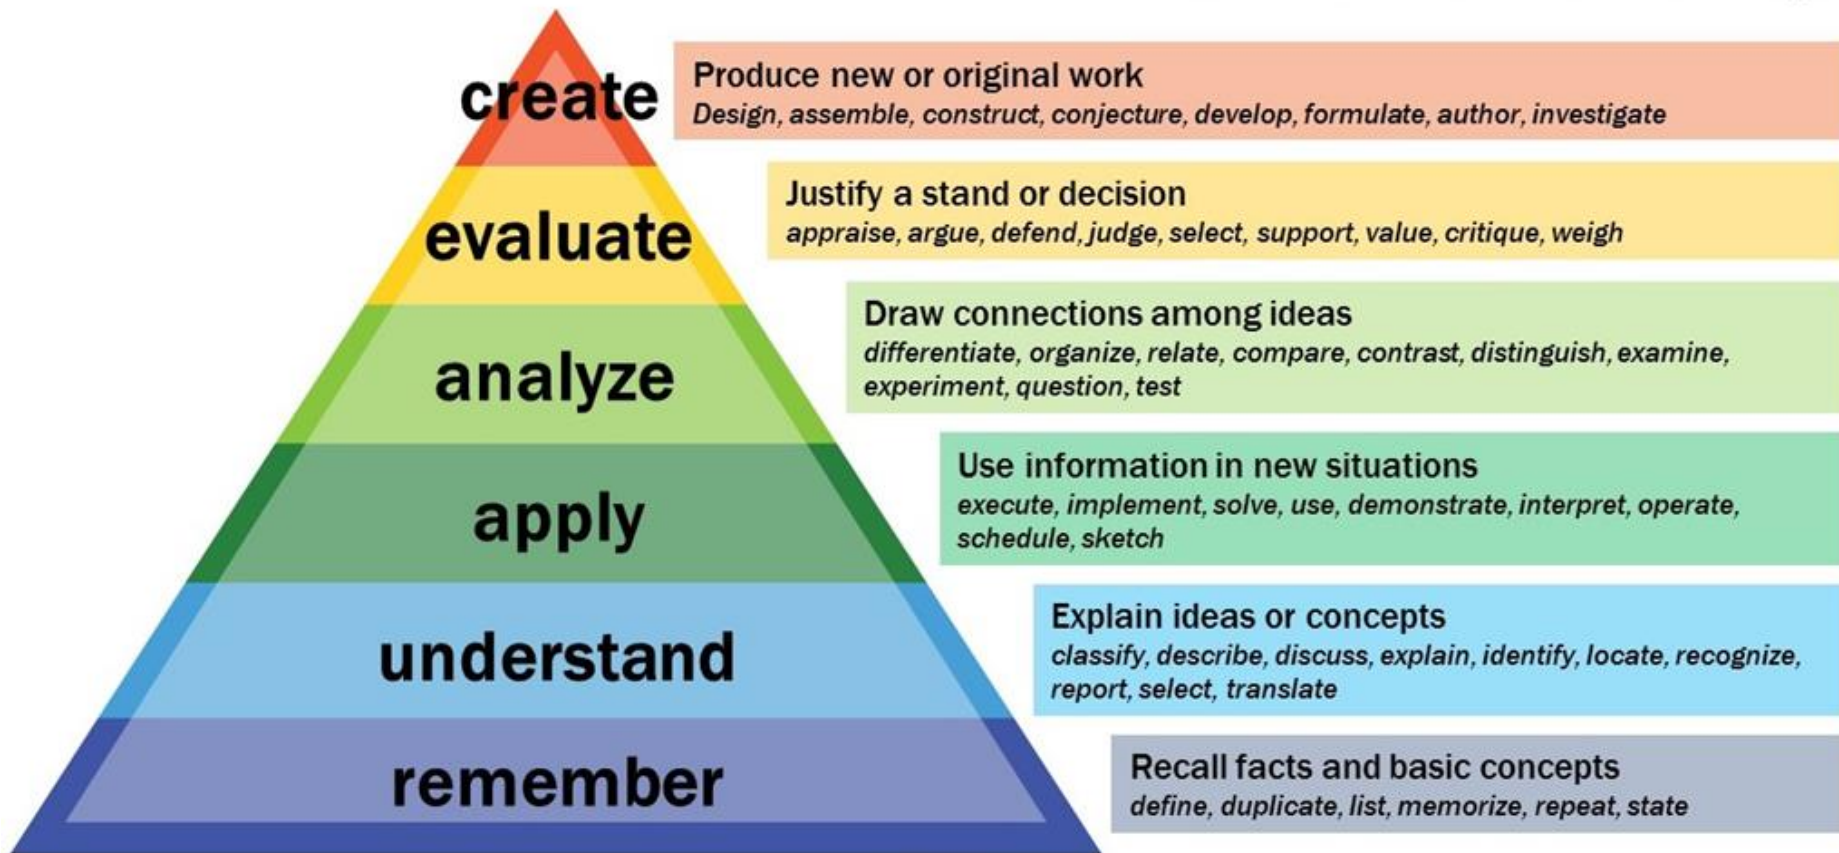 create
Produce new or original work
Design, assemble, construct, conjecture, develop, formulate, author, investigate
evaluate
Justify a stand or decision
appraise, argue, defend, judge, select, support, value, critique, weigh
analyze
Draw connections among ideas
differentiate, organize, relate, compare, contrast, distinguish, examine,
experiment, question, test
apply
Use information in new situations
execute, implement, solve, use, demonstrate, interpret, operate,
schedule, sketch
understand
Explain ideas or concepts
classify, describe, discuss, explain, identify, locate, recognize,
report, select, translate
remember
Recall facts and basic concepts
define, duplicate, list, memorize, repeat, state